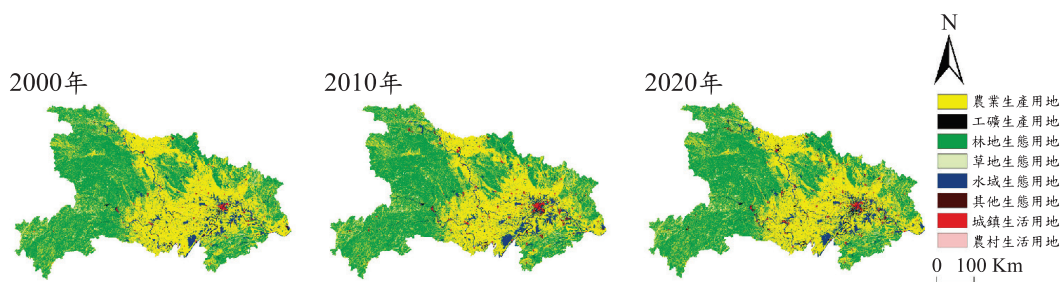 2000年
2010年
2020年
N
農業生產用地
工礦生產用地
林地生態用地
草地生態用地
水域生態用地
其他生態用地
城鎮生活用地
農村生活用地
0 100 Km